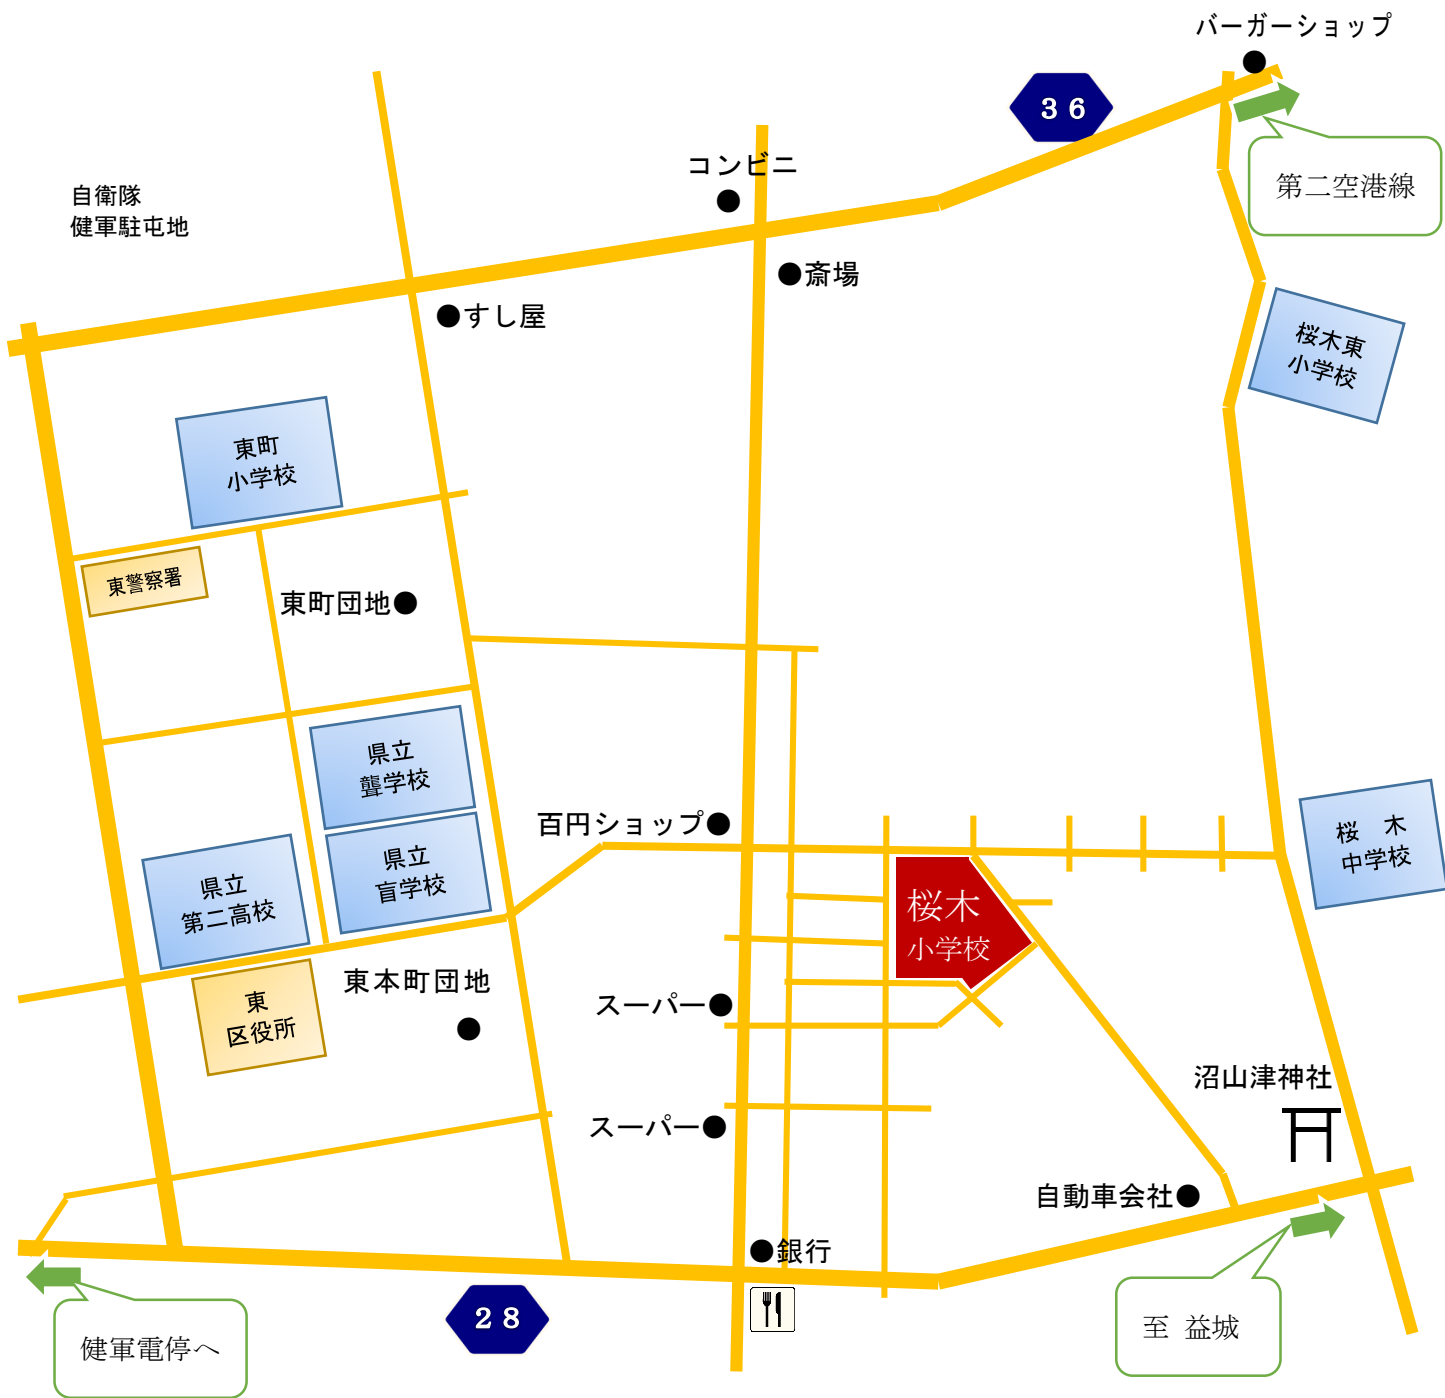 バーガーショップ
３６
コンビニ
第二空港線
自衛隊
健軍駐屯地
●斎場
●すし屋
桜木東
小学校
東町
小学校
東警察署
東町団地●
県立
聾学校
百円ショップ●
桜　木
中学校
県立
盲学校
県立
第二高校
桜木
小学校
東本町団地
東
区役所
スーパー●
沼山津神社
スーパー●
自動車会社●
●銀行
２８
至 益城
健軍電停へ